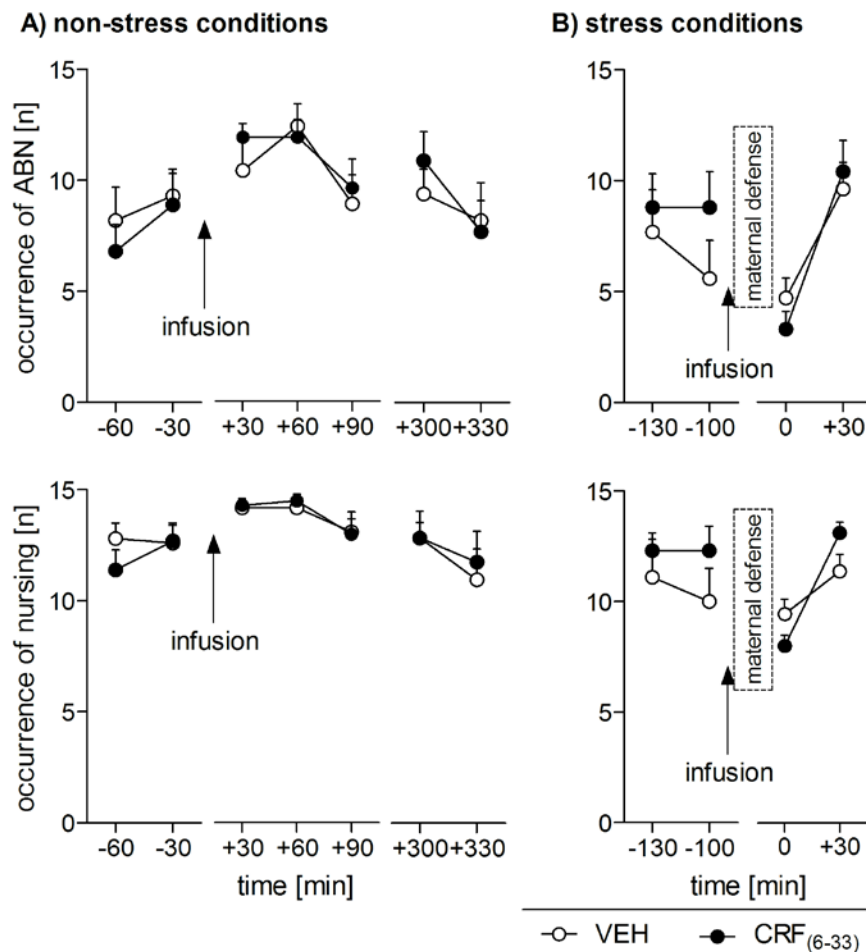 A) non-stress conditions
B) stress conditions
occurrence of ABN [n]
15
10
5
0
infusion
-60 -30 +30 +60 +90 +300 +330
15
10
5
0
maternal defense
infusion
-130 -100 0 +30
occurrence of nursing [n]
15
10
5
0
infusion
-60 -30 +30 +60 +90 +300 +330
time [min]
15
10
5
0
maternal defense
infusion
-130 -100 0 +30
time [min]
VEH CRF(6-33)